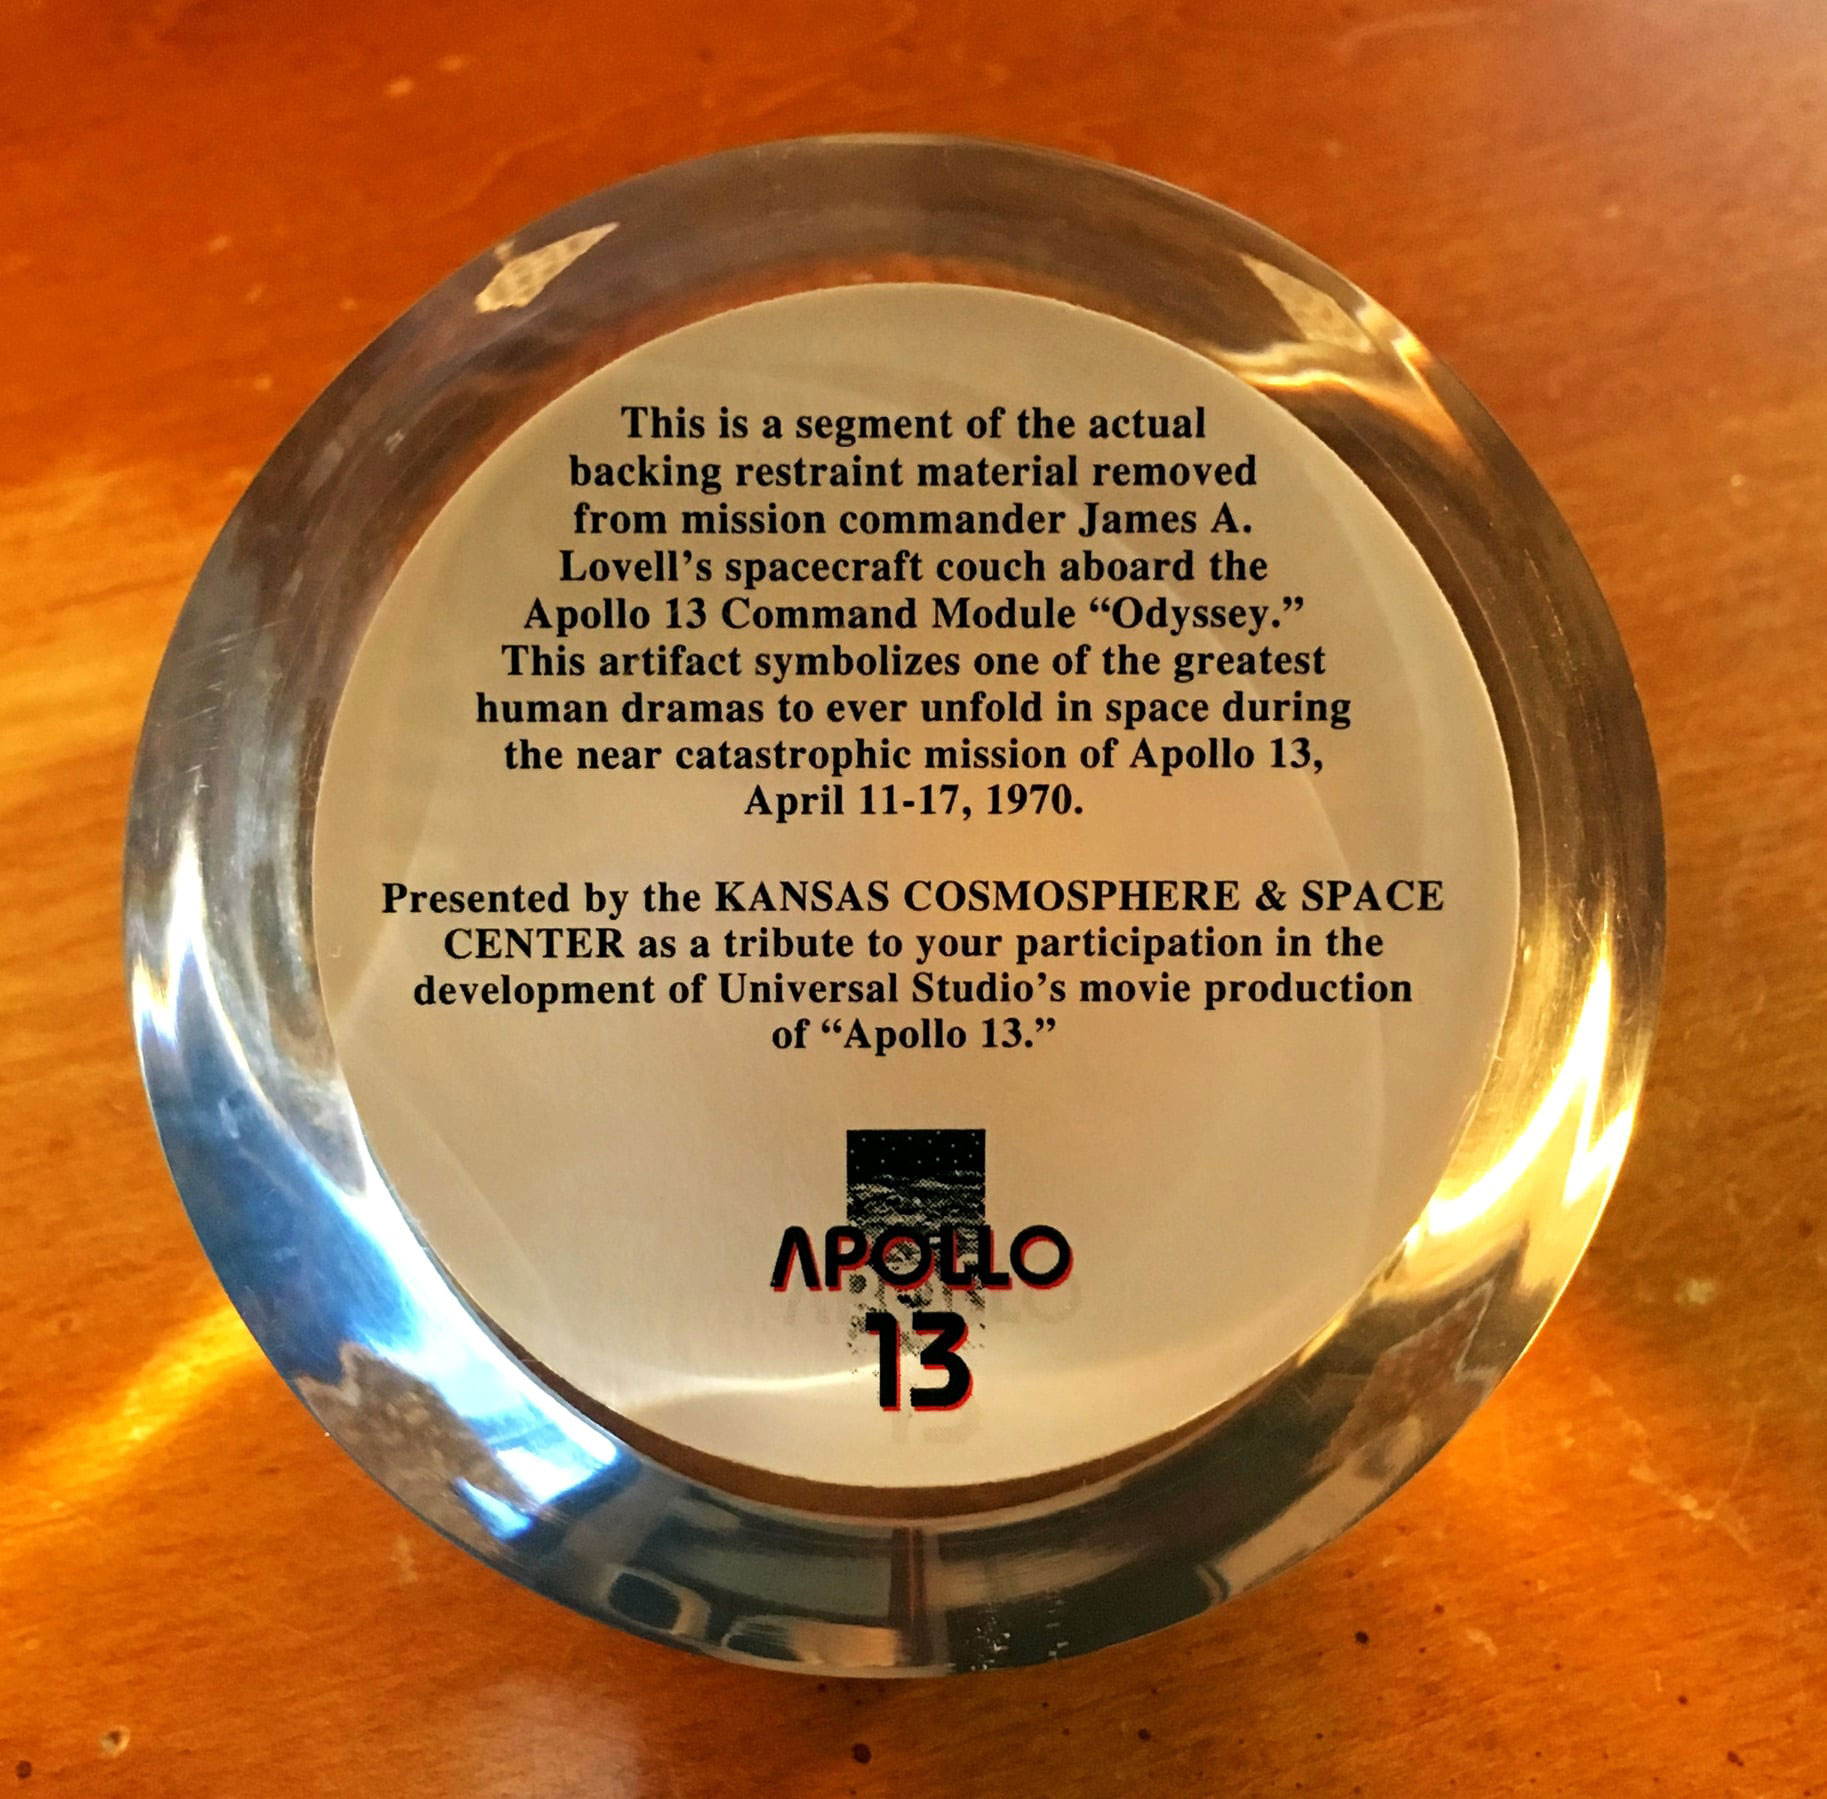 This is a segment of the actual
backing restraint material removed
from mission commander James A.
Lovell’s spacecraft couch aboard the
Apollo 13 Command Module “Odyssey.”
This artifact symbolizes one of the greatest
human dramas to ever unfold in space during
the near catastrophic mission of Apollo 13,
April 11-17, 1970.
Presented by the KANSAS COSMOSPHERE & SPACE
CENTER as a tribute to your participation in the
development of Universal Studio’s movie production
of “Apollo 13.”
APOLLO
13